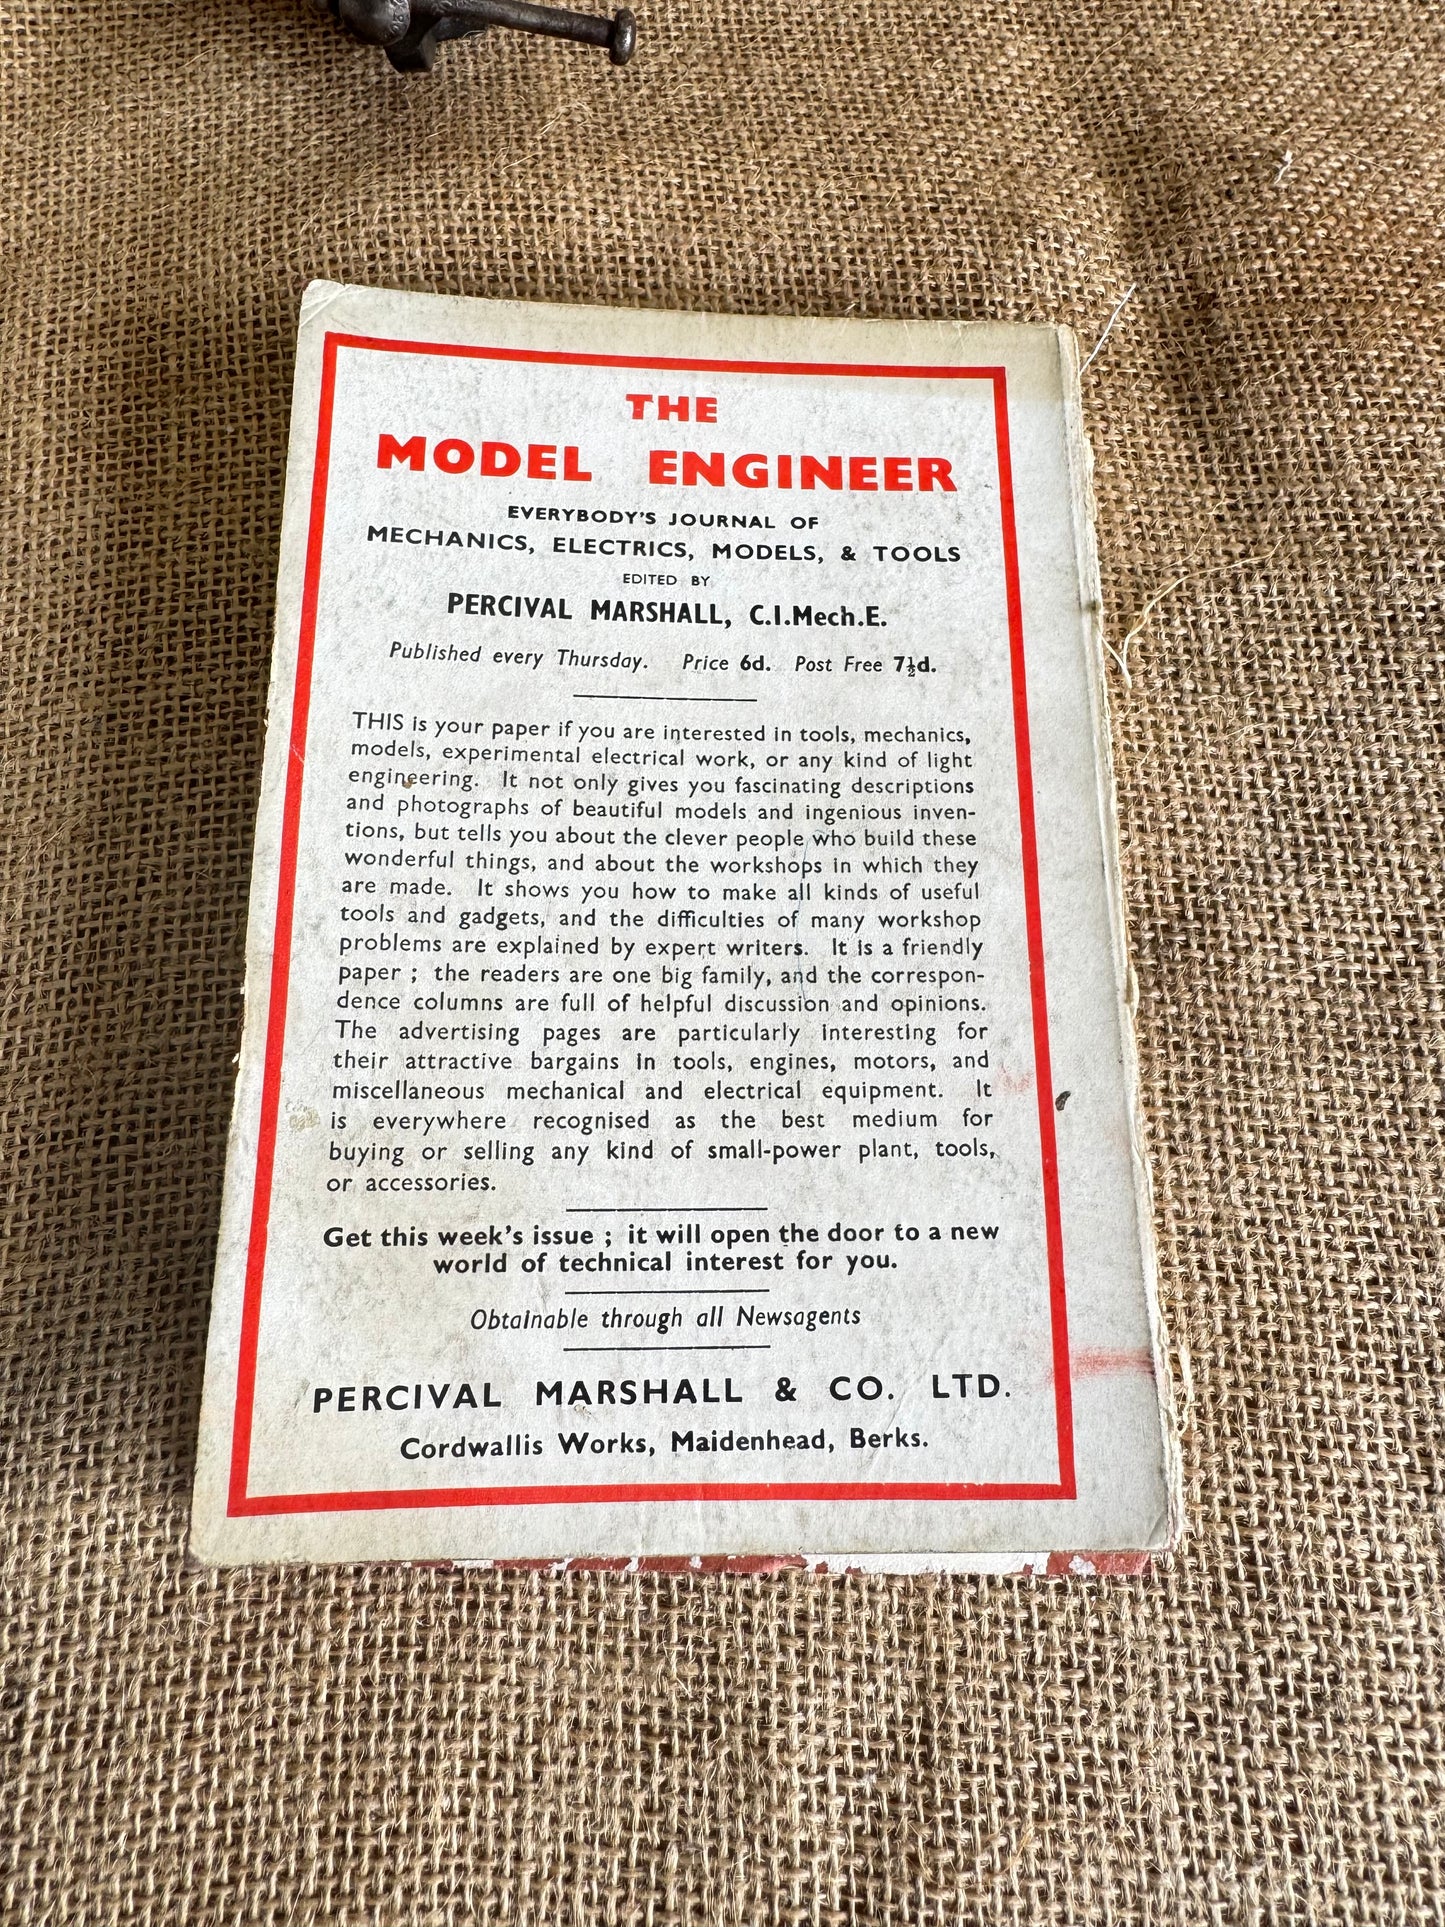 THE
MODEL ENGINEER
EVERYBODY'S JOURNAL OF
MECHANICS, ELECTRICS, MODELS, & TOOLS
EDITED BY
PERCIVAL MARSHALL, C.I.Mech.E.
Published every Thursday. Price 6d. Post Free 7½d.
THIS is your paper if you are interested in tools, mechanics,
models, experimental electrical work, or any kind of light
engineering. It not only gives you fascinating descriptions
and photographs of beautiful models and ingenious inven-
tions, but tells you about the clever people who build these
wonderful things, and about the workshops in which they
are made. It shows you how to make all kinds of useful
tools and gadgets, and the difficulties of many workshop
problems are explained by expert writers. It is a friendly
paper ; the readers are one big family, and the correspon-
dence columns are full of helpful discussion and opinions.
The advertising pages are particularly interesting for
their attractive bargains in tools, engines, motors, and
miscellaneous mechanical and electrical equipment. It
is everywhere recognised as the best medium for
buying or selling any kind of small-power plant, tools,
or accessories.
Get this week's issue ; it will open the door to a new
world of technical interest for you.
Obtainable through all Newsagents
PERCIVAL MARSHALL & CO. LTD.
Cordwallis Works, Maidenhead, Berks.